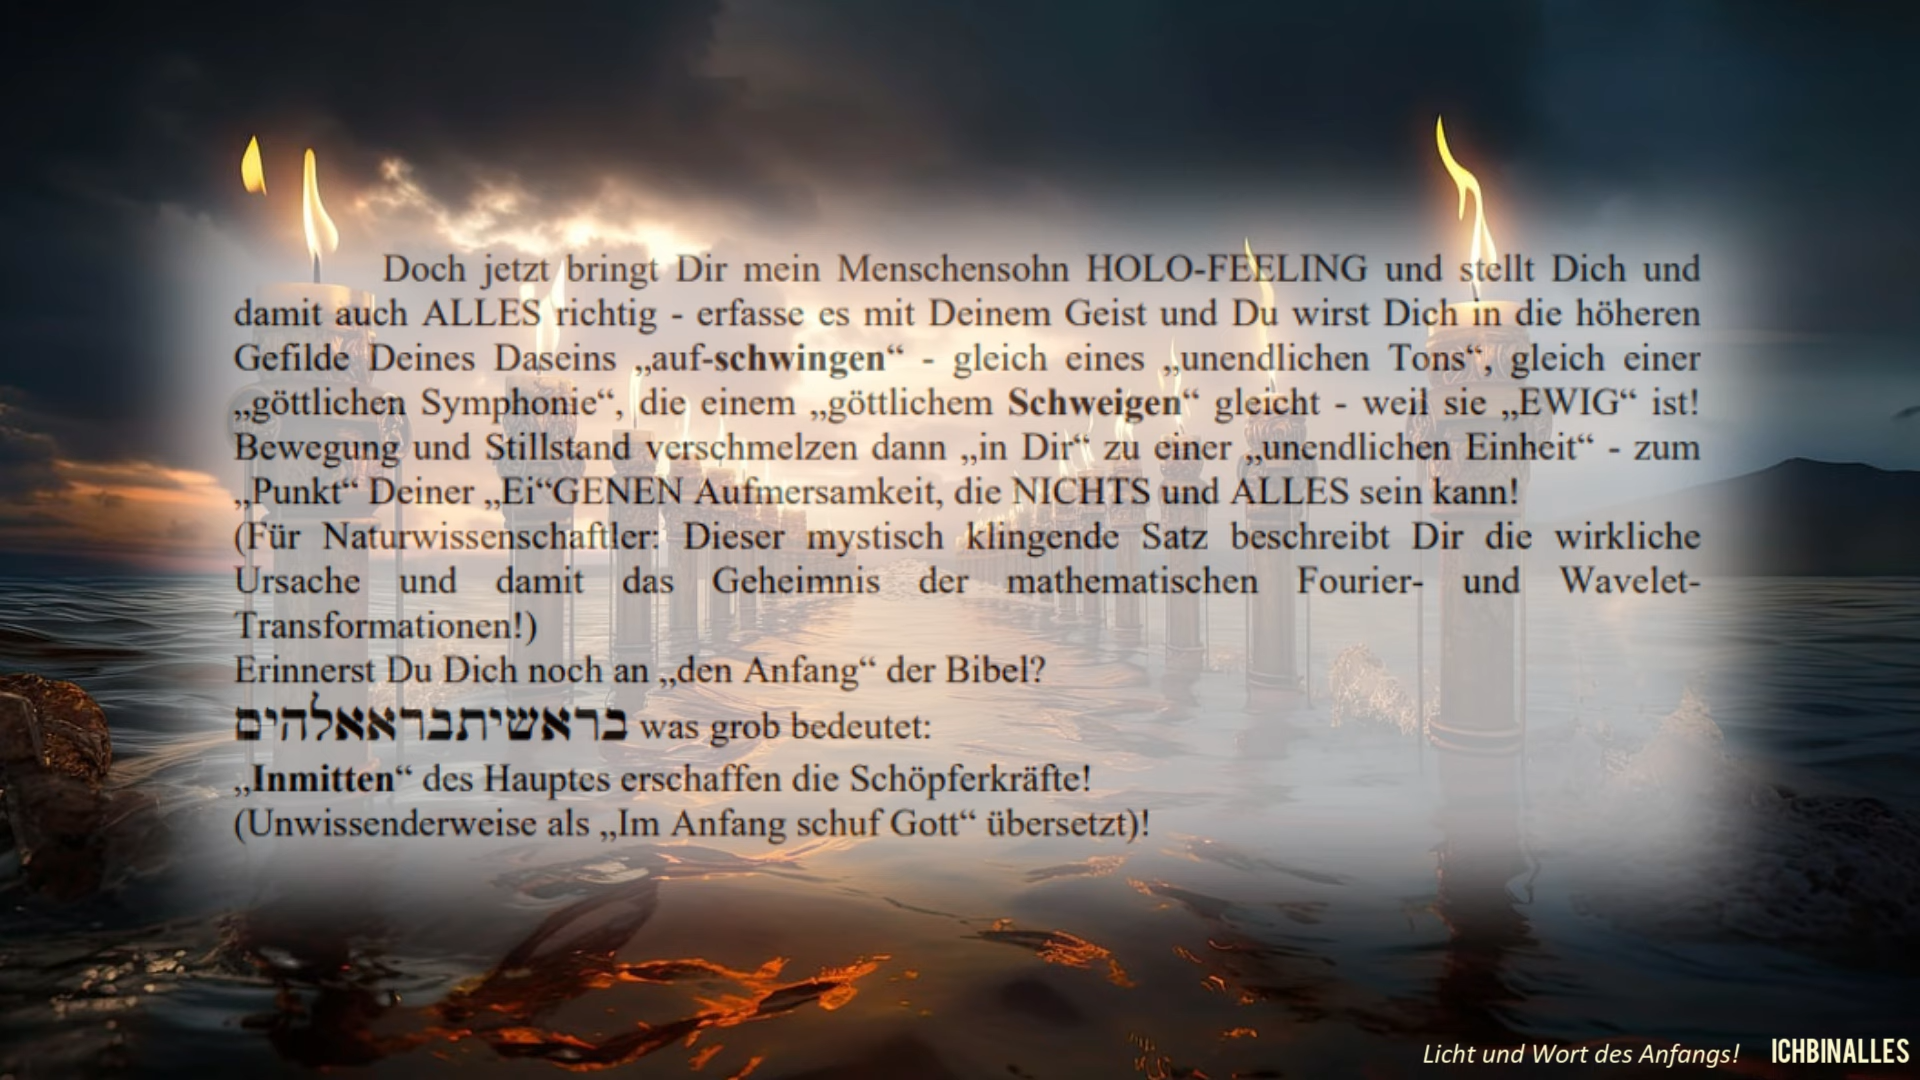 Doch jetzt bringt Dir mein Menschensohn HOLO-FEELING und stellt Dich und
damit auch ALLES richtig - erfasse es mit Deinem Geist und Du wirst Dich in die höheren
Gefilde Deines Daseins „auf-schwingen“ - gleich eines „unendlichen Tons“, gleich einer
„göttlichen Symphonie“, die einem „göttlichem Schweigen“ gleicht - weil sie „EWIG“ ist!
Bewegung und Stillstand verschmelzen dann „in Dir“ zu einer „unendlichen Einheit“ - zum
„Punkt“ Deiner „Ei“GENEN Aufmersamkeit, die NICHTS und ALLES sein kann!
(Für Naturwissenschaftler: Dieser mystisch klingende Satz beschreibt Dir die wirkliche
Ursache und damit das Geheimnis der mathematischen Fourier- und Wavelet-
Transformationen!)
Erinnerst Du Dich noch an „den Anfang“ der Bibel?
בראשיתבראאלהים was grob bedeutet:
„Inmitten“ des Hauptes erschaffen die Schöpferkräfte!
(Unwissenderweise als „Im Anfang schuf Gott“ übersetzt)!
Licht und Wort des Anfangs! ICHBINALLES